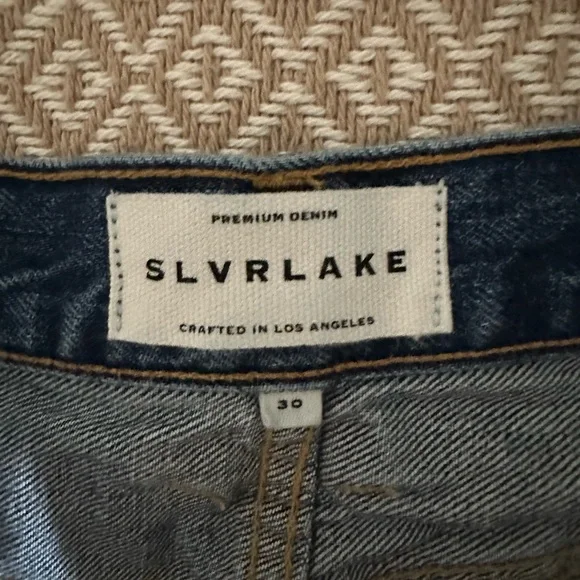 PREMIUM DENIM
SLVRLAKE
CRAFTED IN LOS ANGELES
30